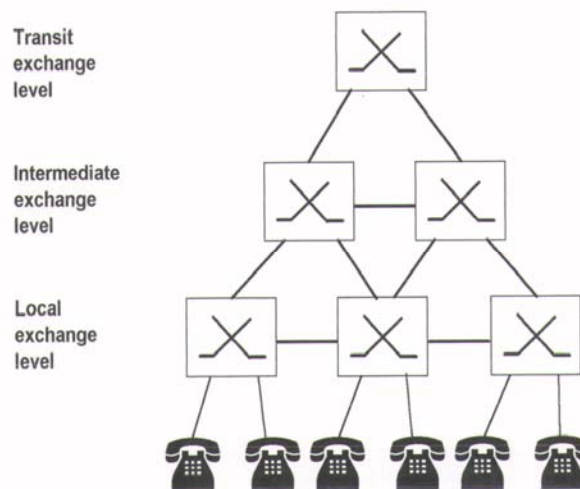 Transit
exchange
level
Intermediate
exchange
level
Local
exchange
level